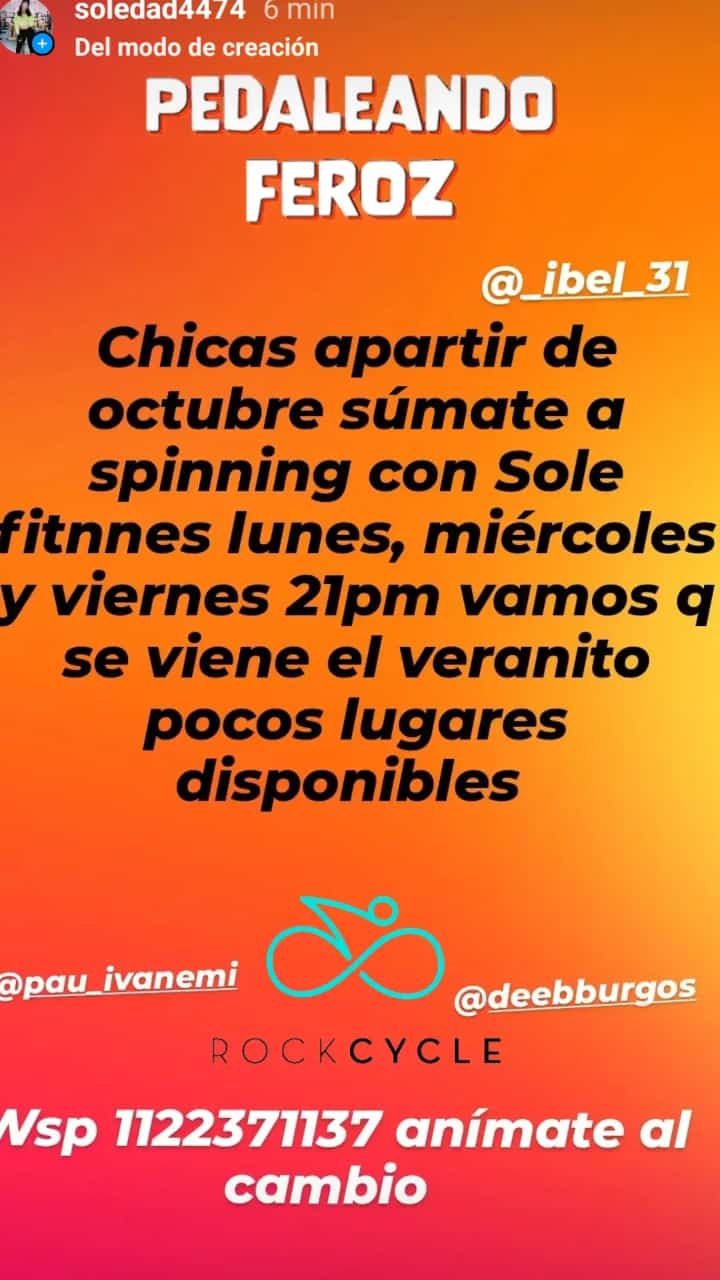 soledad4474 6 min
Del modo de creación
PEDALEANDO
FEROZ
@_ibel_31
Chicas apartir de
octubre súmate a
spinning con Sole
fitnnes lunes, miércoles
y viernes 21pm vamos q
se viene el veranito
pocos lugares
disponibles
@pau_ivanemi
@deebburgos
ROCKCYCLE
Wsp 1122371137 anímate al
cambio